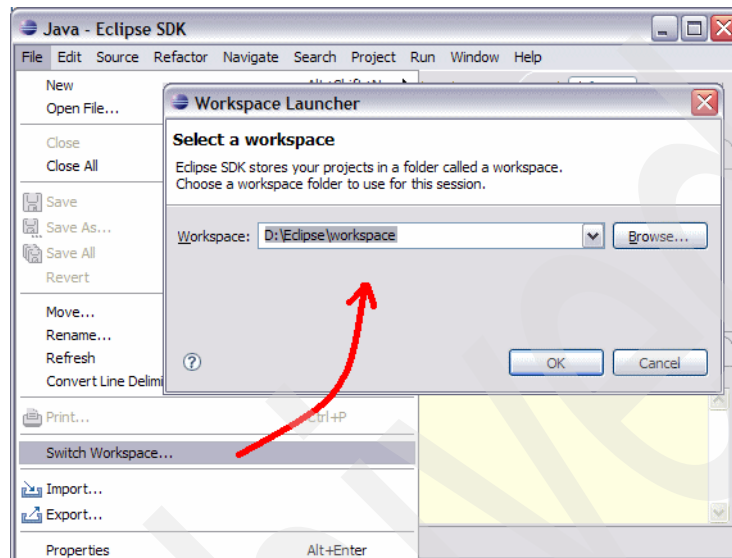 Java - Eclipse SDK
File Edit Source Refactor Navigate Search Project Run Window Help
New
Open File...
Close
Close All
Save
Save As...
Save All
Revert
Move...
Rename...
Refresh
Convert Line Delimi
Print... Ctrl+P
Switch Workspace...
Import...
Export...
Properties Alt+Enter
Workspace Launcher
Select a workspace
Eclipse SDK stores your projects in a folder called a workspace.
Choose a workspace folder to use for this session.
Workspace: D:\Eclipse\workspace Browse...
OK Cancel